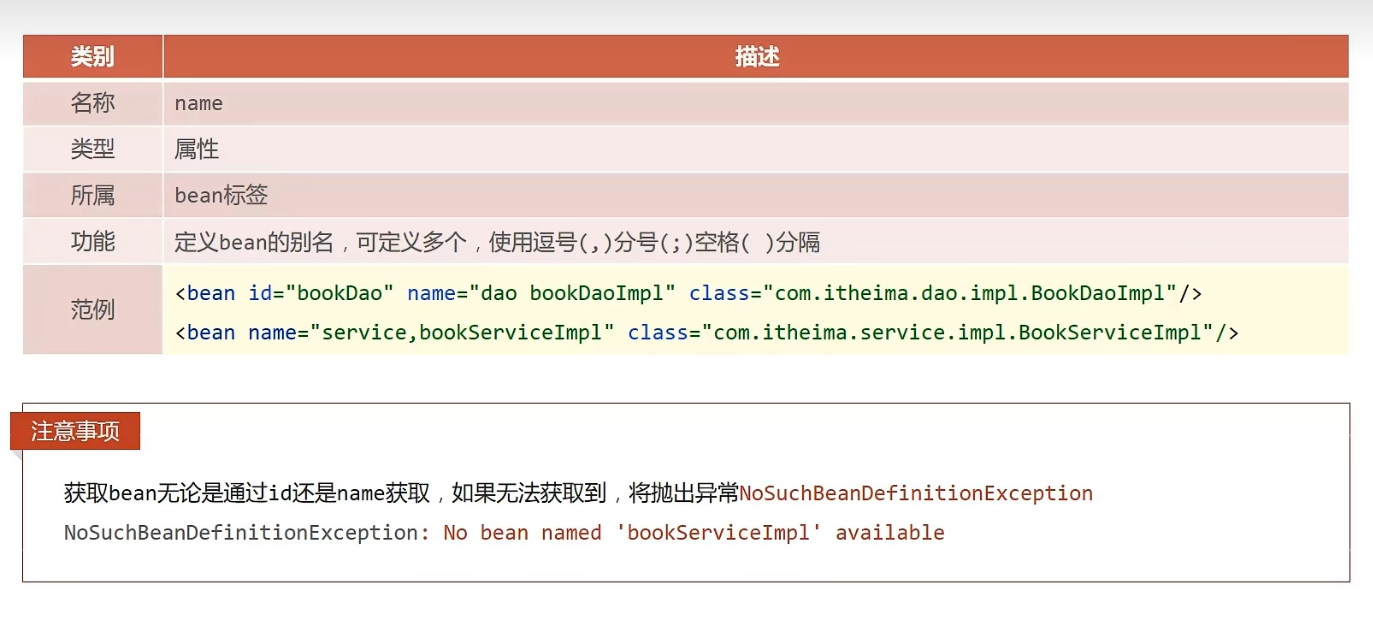 类别 描述
名称 name
类型 属性
所属 bean标签
功能 定义bean的别名，可定义多个，使用逗号(,)分号(;)空格( )分隔
范例 <bean id="bookDao" name="dao bookDaoImpl" class="com.itheima.dao.impl.BookDaoImpl"/>
<bean name="service,bookServiceImpl" class="com.itheima.service.impl.BookServiceImpl"/>
注意事项
获取bean无论是通过id还是name获取，如果无法获取到，将抛出异常NoSuchBeanDefinitionException
NoSuchBeanDefinitionException: No bean named 'bookServiceImpl' available